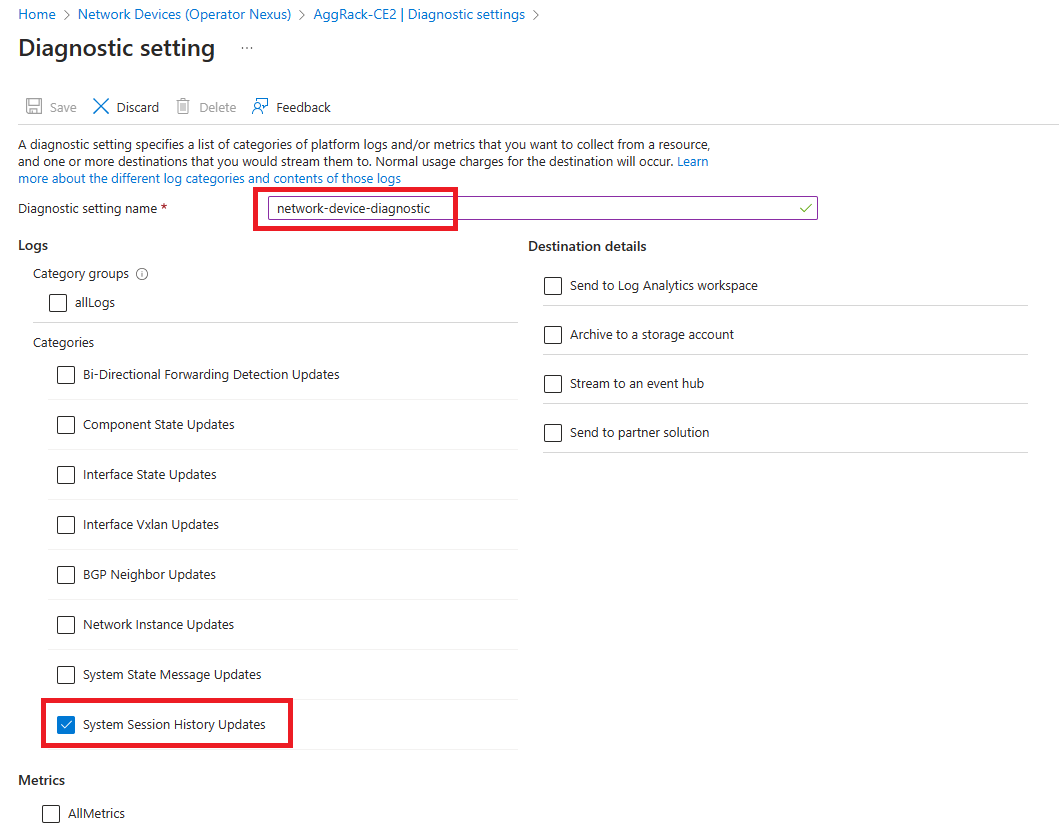 Home > Network Devices (Operator Nexus) > AggRack-CE2 | Diagnostic settings >
Diagnostic setting ...
Save Discard Delete Feedback
A diagnostic setting specifies a list of categories of platform logs and/or metrics that you want to collect from a resource,
and one or more destinations that you would stream them to. Normal usage charges for the destination will occur. Learn
more about the different log categories and contents of those logs
Diagnostic setting name * network-device-diagnostic
Logs
Category groups
allLogs
Categories
Bi-Directional Forwarding Detection Updates
Component State Updates
Interface State Updates
Interface Vxlan Updates
BGP Neighbor Updates
Network Instance Updates
System State Message Updates
System Session History Updates
Metrics
AllMetrics
Destination details
Send to Log Analytics workspace
Archive to a storage account
Stream to an event hub
Send to partner solution